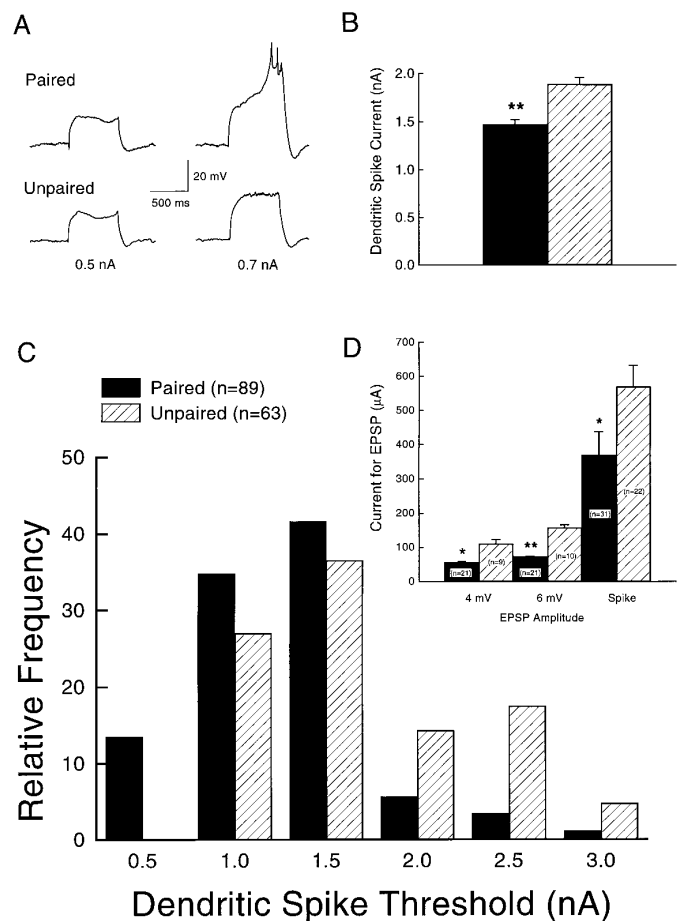 A
Paired
Unpaired
20 mV
500 ms
0.5 nA
0.7 nA
B
Dendritic Spike Current (nA)
2.0
1.5
1.0
0.5
0.0
**
C
Paired (n=89)
Unpaired (n=63)
Relative Frequency
50
40
30
20
10
0
0.5
1.0
1.5
2.0
2.5
3.0
Dendritic Spike Threshold (nA)
D
Current for EPSP (µA)
700
600
500
400
300
200
100
0
*
**
*
(n=21)
(n=9)
(n=21)
(n=10)
(n=31)
(n=22)
4 mV
6 mV
Spike
EPSP Amplitude